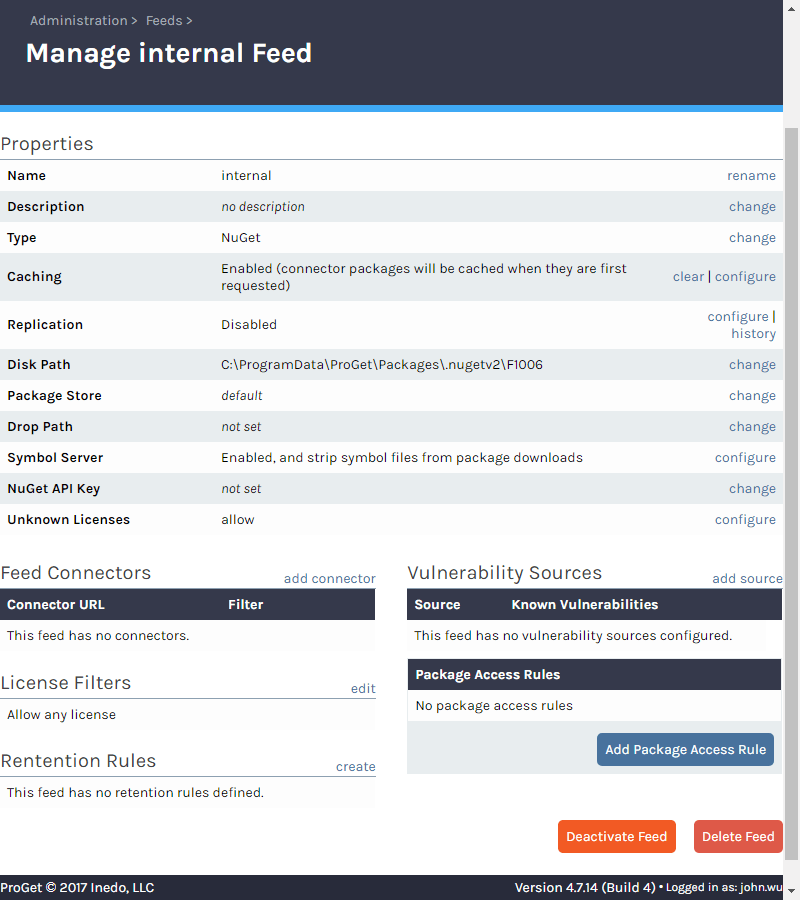 Administration > Feeds >
Manage internal Feed
Properties
Name internal rename
Description no description change
Type NuGet change
Caching Enabled (connector packages will be cached when they are first requested) clear | configure
Replication Disabled configure | history
Disk Path C:\ProgramData\ProGet\Packages\.nugetv2\F1006 change
Package Store default change
Drop Path not set change
Symbol Server Enabled, and strip symbol files from package downloads configure
NuGet API Key not set change
Unknown Licenses allow configure
Feed Connectors add connector
Connector URL Filter
This feed has no connectors.
License Filters edit
Allow any license
Rentention Rules create
This feed has no retention rules defined.
Vulnerability Sources add source
Source Known Vulnerabilities
This feed has no vulnerability sources configured.
Package Access Rules
No package access rules
Add Package Access Rule
Deactivate Feed Delete Feed
ProGet © 2017 Inedo, LLC Version 4.7.14 (Build 4) • Logged in as: john.wu